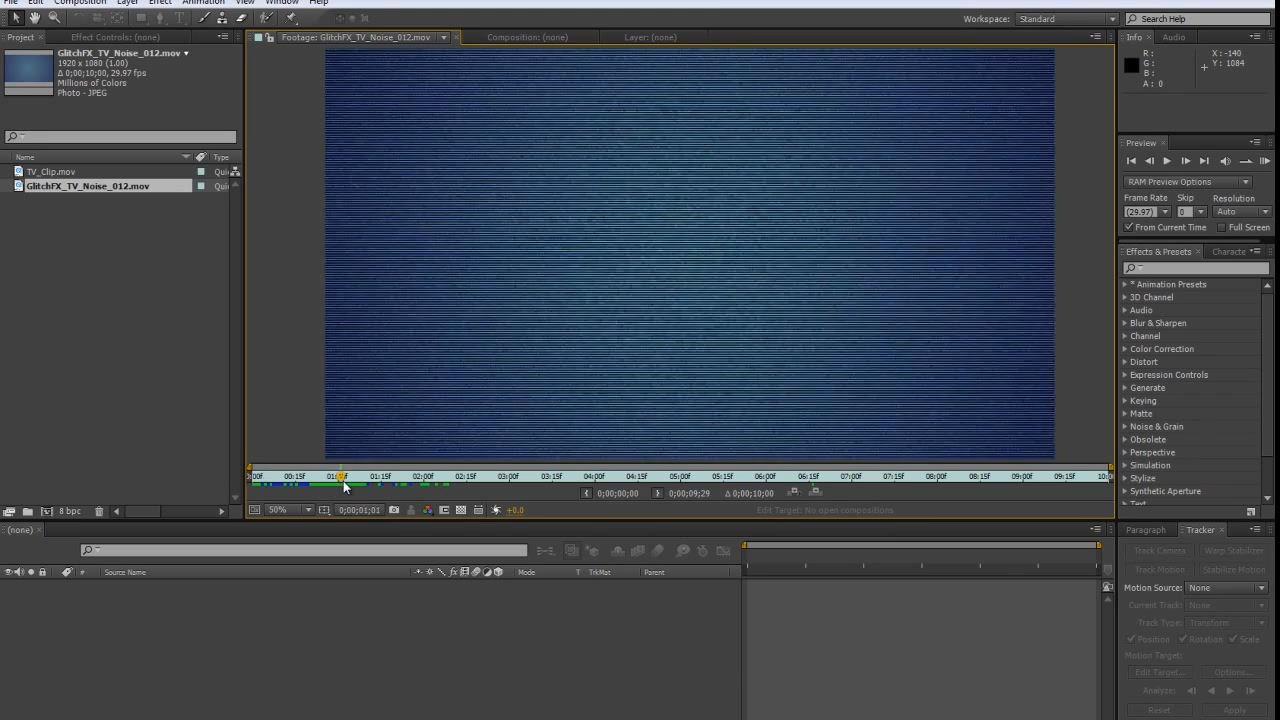 File Edit Composition Layer Effect Animation View Window Help
Workspace: Standard Search Help
Project Effect Controls: (none)
GlitchFX_TV_Noise_012.mov
1920 x 1080 (1.00)
Δ 0;00;10;00, 29.97 fps
Millions of Colors
Photo - JPEG
Name Type
TV_Clip.mov Qui
GlitchFX_TV_Noise_012.mov Qui
8 bpc
Footage: GlitchFX_TV_Noise_012.mov Composition: (none) Layer: (none)
:00f 00:15f 01:00f 01:15f 02:00f 02:15f 03:00f 03:15f 04:00f 04:15f 05:00f 05:15f 06:00f 06:15f 07:00f 07:15f 08:00f 08:15f 09:00f 09:15f 10:0
0;00;00;00 0;00;09;29 Δ 0;00;10;00
50% 0;00;01;01 +0.0 Edit Target: No open compositions
Info Audio
R: X: -140
G: Y: 1084
B:
A: 0
Preview
RAM Preview Options
Frame Rate Skip Resolution
(29.97) 0 Auto
From Current Time Full Screen
Effects & Presets Characte
* Animation Presets
3D Channel
Audio
Blur & Sharpen
Channel
Color Correction
Distort
Expression Controls
Generate
Keying
Matte
Noise & Grain
Obsolete
Perspective
Simulation
Stylize
Synthetic Aperture
Text
(none)
# Source Name fx Mode T TrkMat Parent
Paragraph Tracker
Track Camera Warp Stabilizer
Track Motion Stabilize Motion
Motion Source: None
Current Track: None
Track Type: Transform
Position Rotation Scale
Motion Target:
Edit Target... Options...
Analyze:
Reset Apply